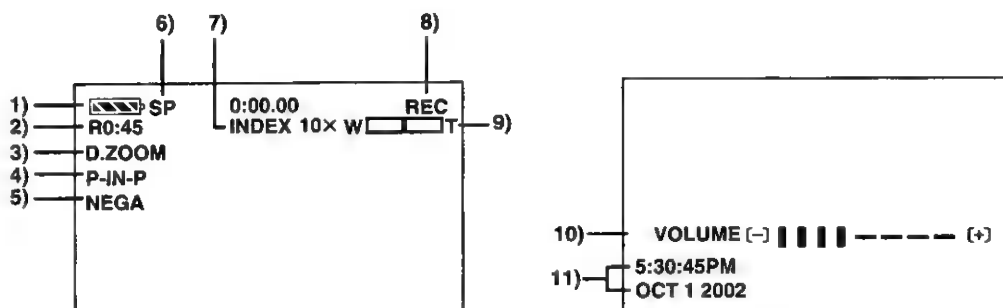 6) 7) 8)
1) SP 0:00.00 REC
2) R0:45 INDEX 10× W T 9)
3) D.ZOOM
4) P-IN-P
5) NEGA
10) VOLUME [−] [+]
11) 5:30:45PM
OCT 1 2002